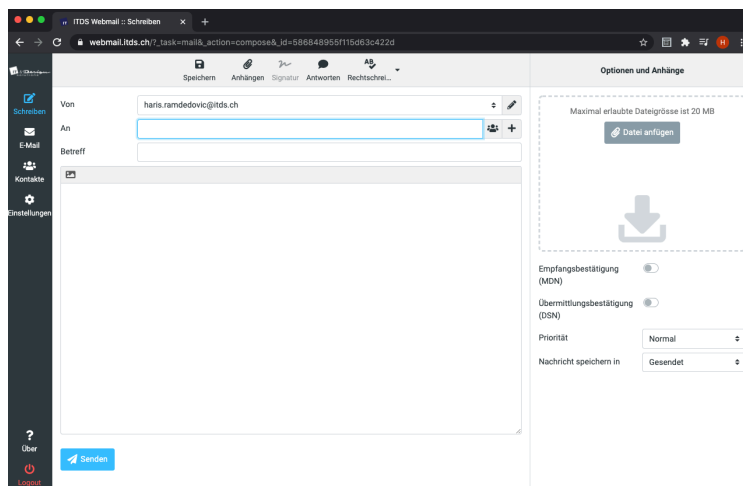 ITDS Webmail :: Schreiben
webmail.itds.ch/?_task=mail&_action=compose&_id=586848955f115d63c422d
H
Speichern
Anhängen
Signatur
Antworten
Rechtschrei...
Optionen und Anhänge
Schreiben
E-Mail
Kontakte
Einstellungen
Von
haris.ramdedovic@itds.ch
An
Betreff
Maximal erlaubte Dateigrösse ist 20 MB
Datei anfügen
Empfangsbestätigung
(MDN)
Übermittlungsbestätigung
(DSN)
Priorität
Normal
Nachricht speichern in
Gesendet
Über
Logout
Senden